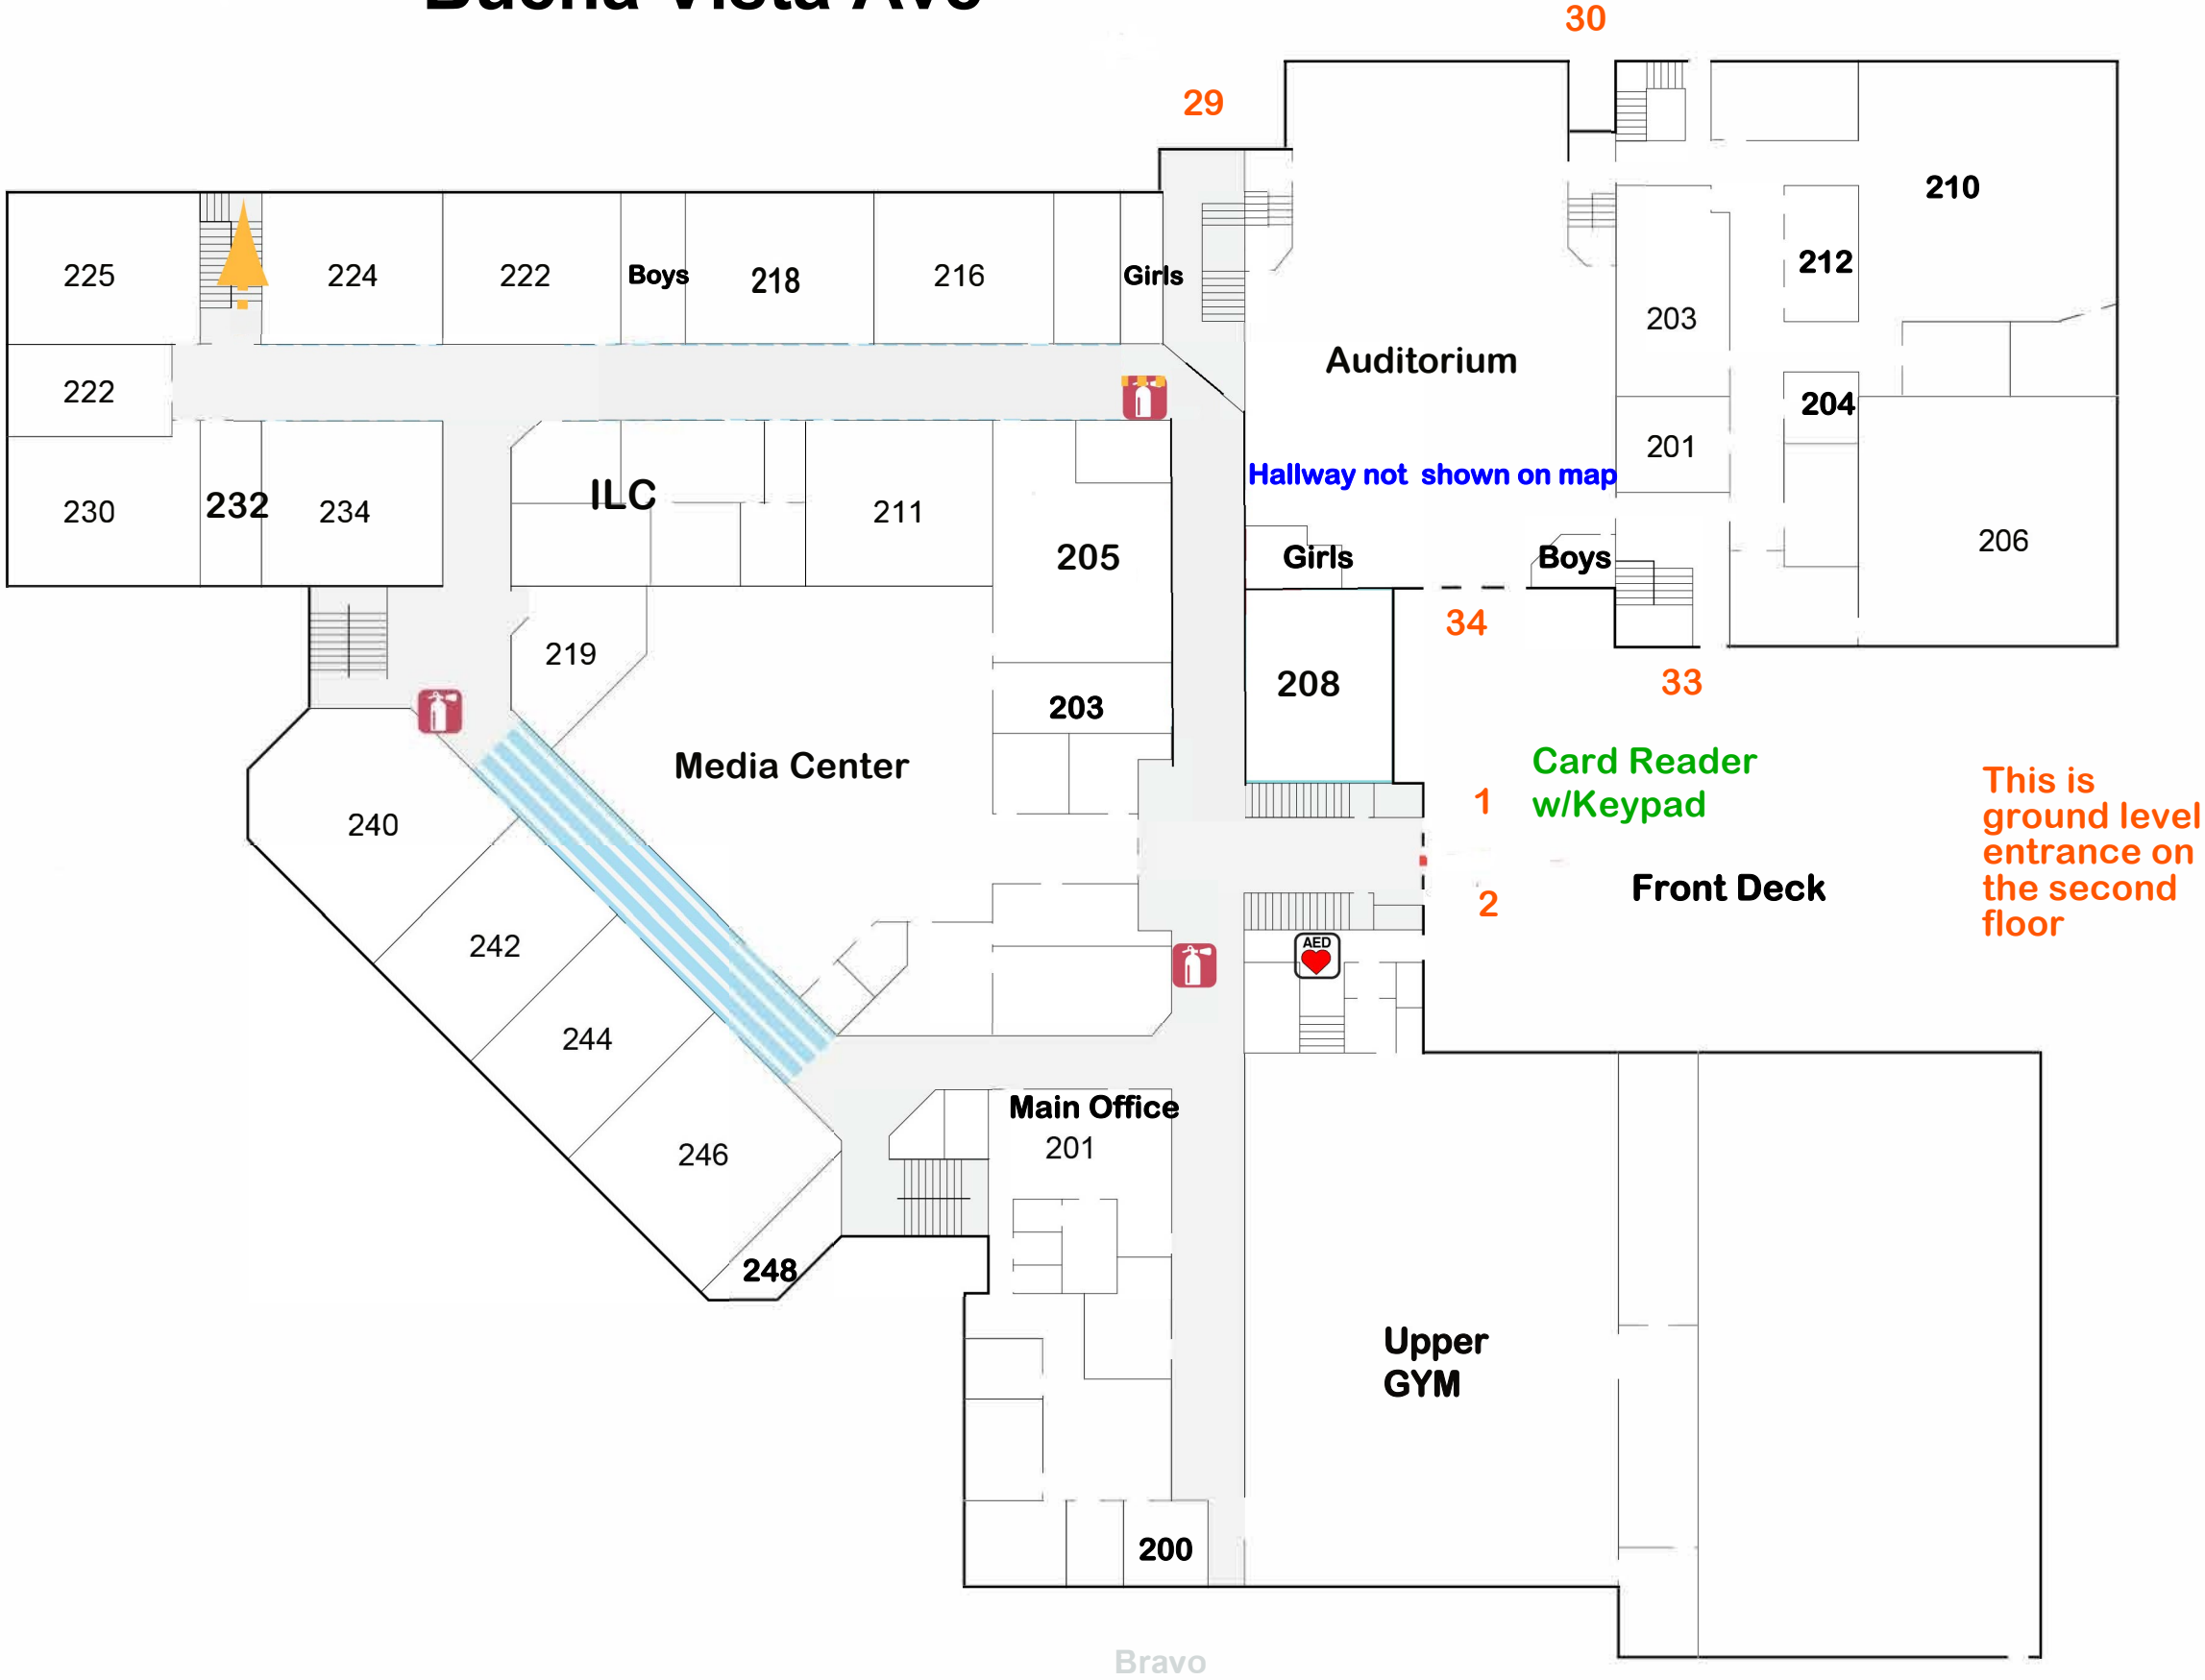 Buena Vista Ave
30
29
210
225
224
222
Boys
218
216
Girls
212
203
Auditorium
222
204
201
Hallway not shown on map
230
232
234
ILC
211
205
206
Girls
Boys
34
219
208
33
203
Media Center
Card Reader
w/Keypad
1
This is
ground level
entrance on
the second
floor
240
2
Front Deck
242
AED
244
Main Office
201
246
248
Upper
GYM
200
Bravo